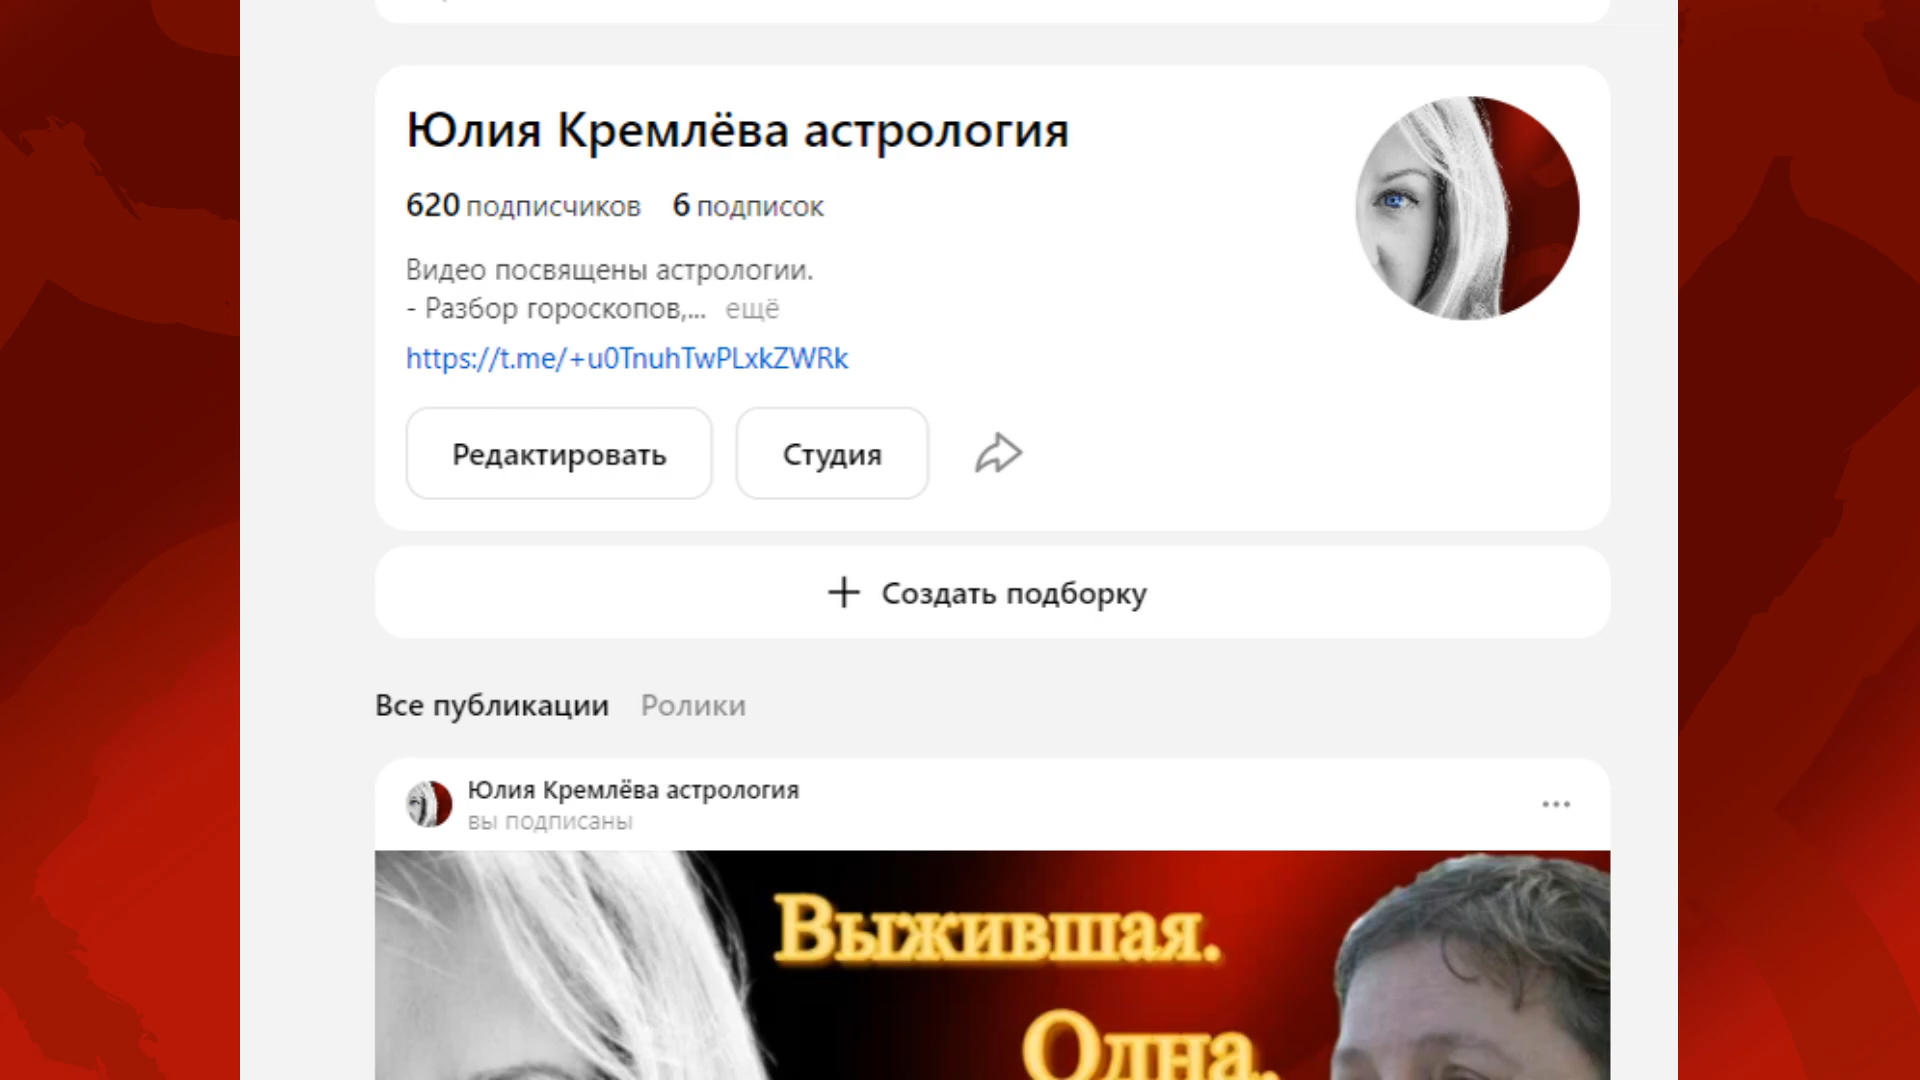 Юлия Кремлёва астрология
620 подписчиков 6 подписок
Видео посвящены астрологии.
- Разбор гороскопов,... ещё
https://t.me/+u0TnuhTwPLxkZWRk
Редактировать Студия
Создать подборку
Все публикации Ролики
Юлия Кремлёва астрология
вы подписаны
Выжившая.
Одна.